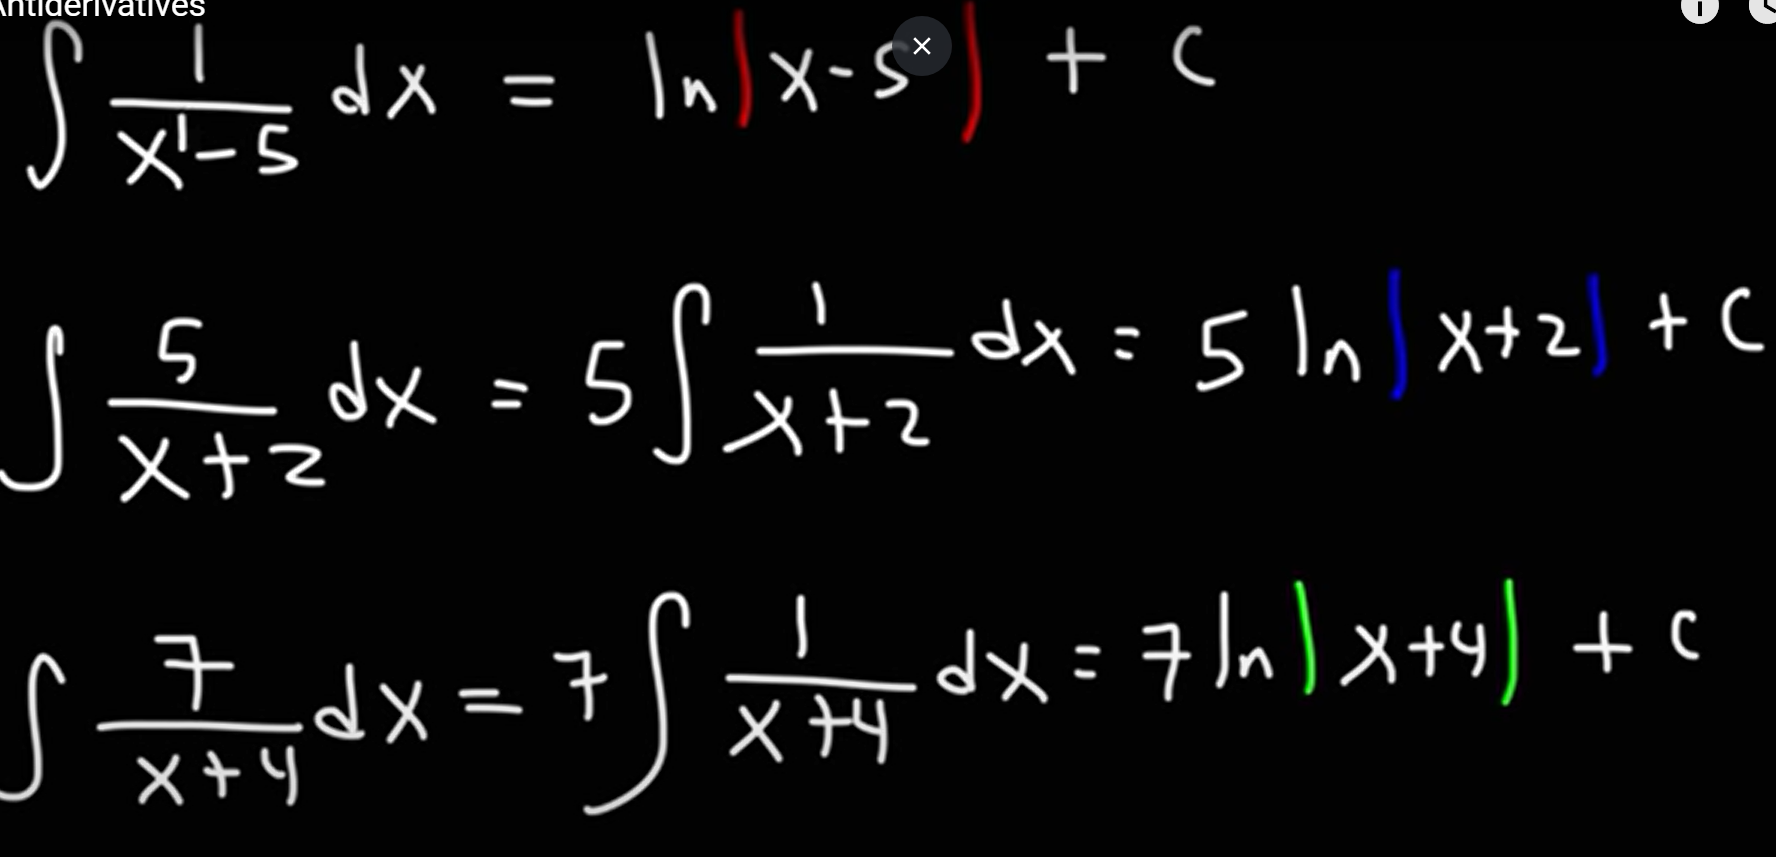 Antiderivatives
∫ 1/(x¹-5) dx = ln|x-5| + C
∫ 5/(x+2) dx = 5∫ 1/(x+2) dx = 5 ln|x+2| + C
∫ 7/(x+4) dx = 7∫ 1/(x+4) dx = 7 ln|x+4| + C